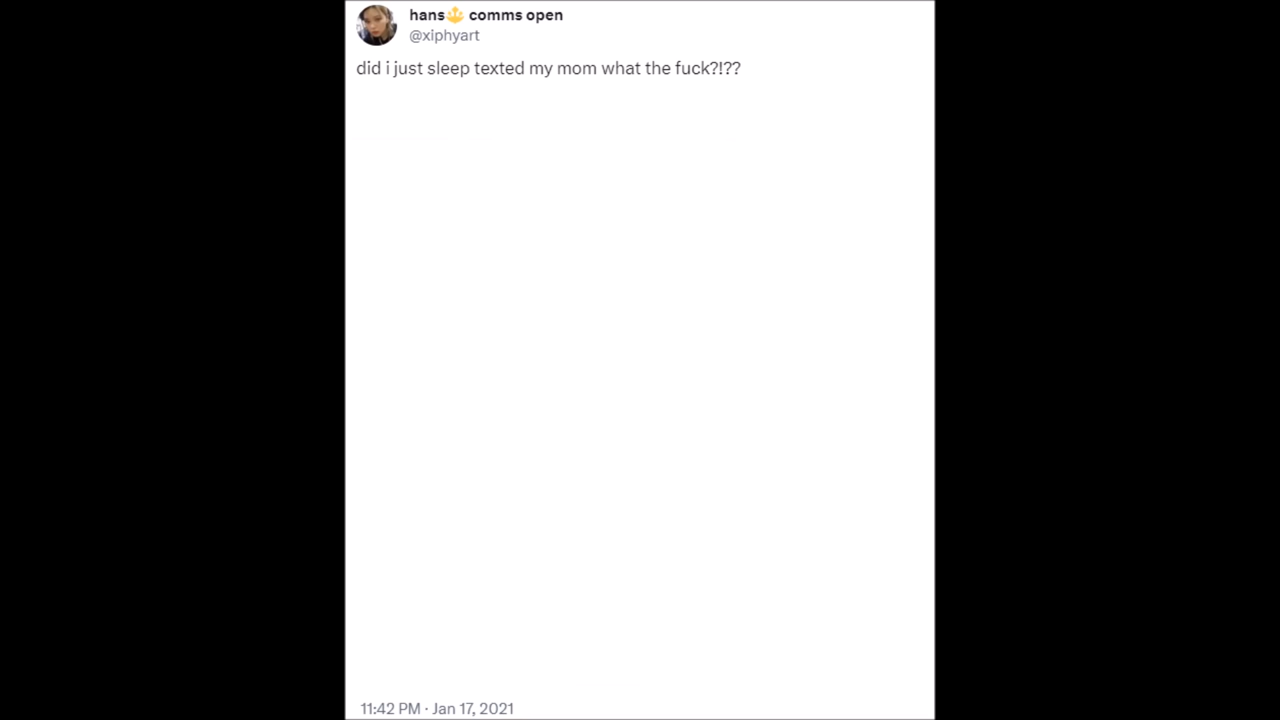 hans🔱 comms open
@xiphyart
did i just sleep texted my mom what the fuck?!??
11:42 PM · Jan 17, 2021